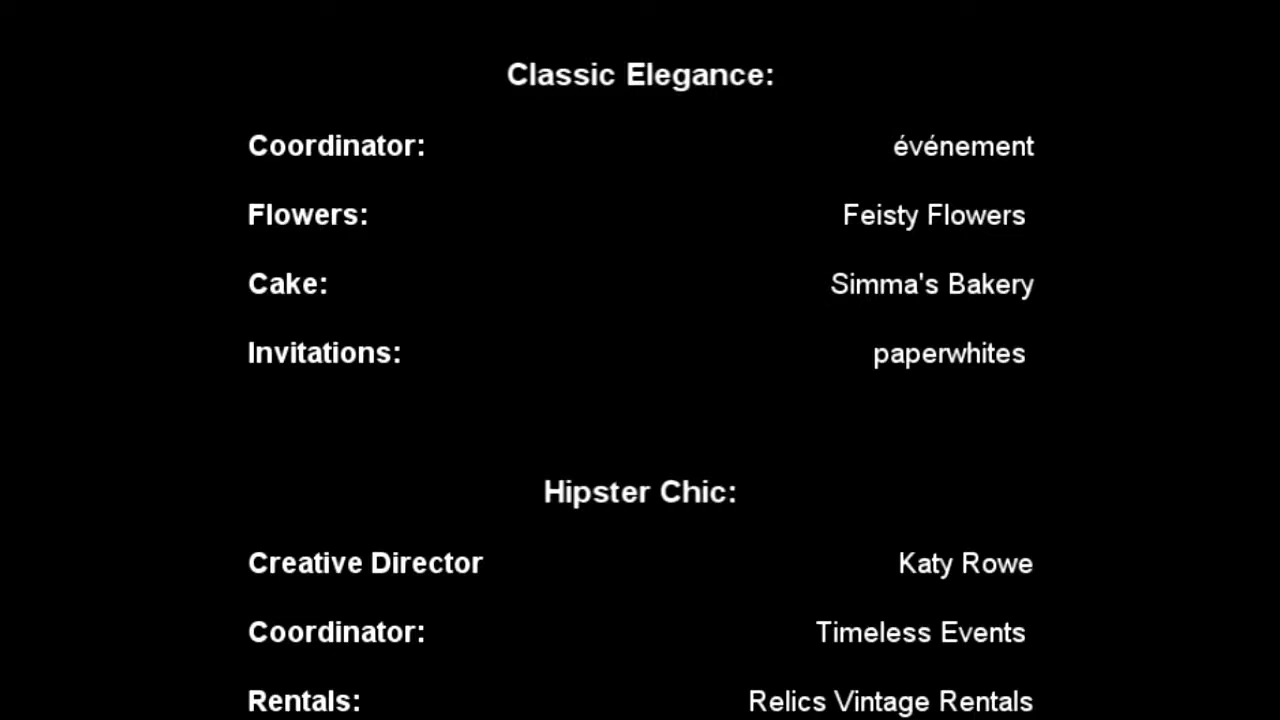 Classic Elegance:
Coordinator: événement
Flowers: Feisty Flowers
Cake: Simma's Bakery
Invitations: paperwhites
Hipster Chic:
Creative Director Katy Rowe
Coordinator: Timeless Events
Rentals: Relics Vintage Rentals